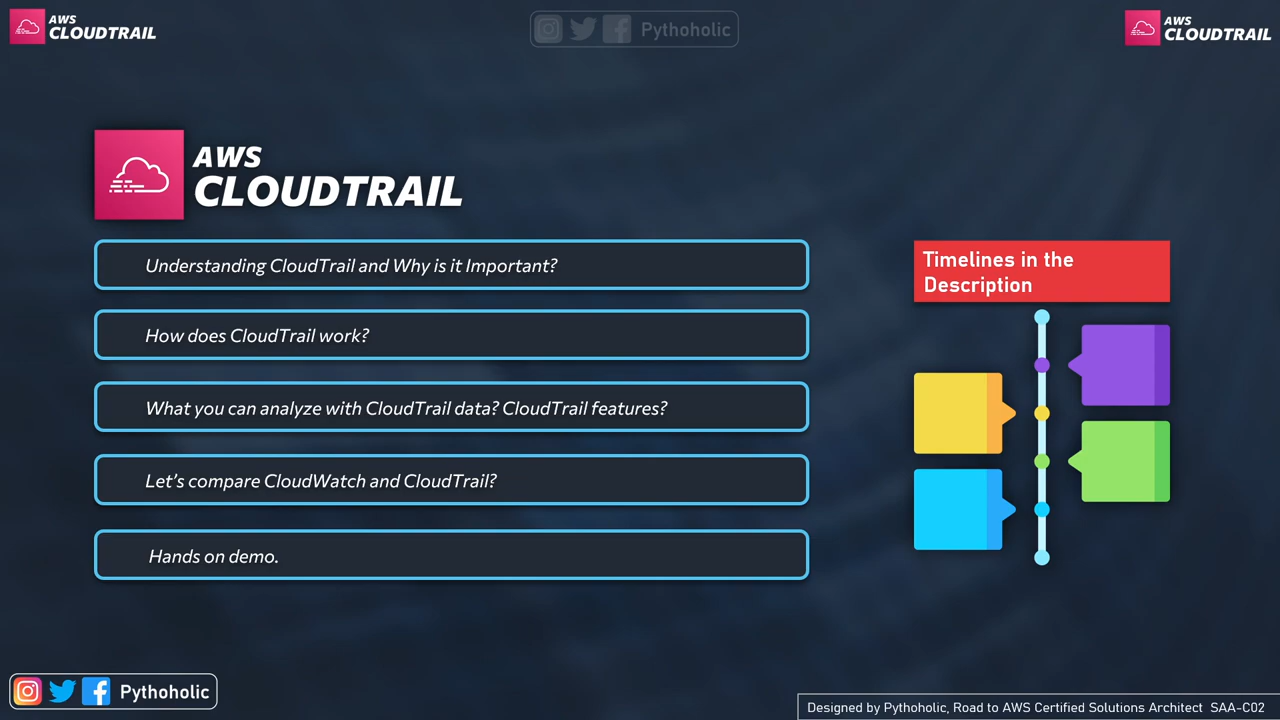 AWS
CLOUDTRAIL
Pythoholic
AWS
CLOUDTRAIL
AWS
CLOUDTRAIL
Understanding CloudTrail and Why is it Important?
How does CloudTrail work?
What you can analyze with CloudTrail data? CloudTrail features?
Let's compare CloudWatch and CloudTrail?
Hands on demo.
Timelines in the
Description
Pythoholic
Designed by Pythoholic, Road to AWS Certified Solutions Architect SAA-C02